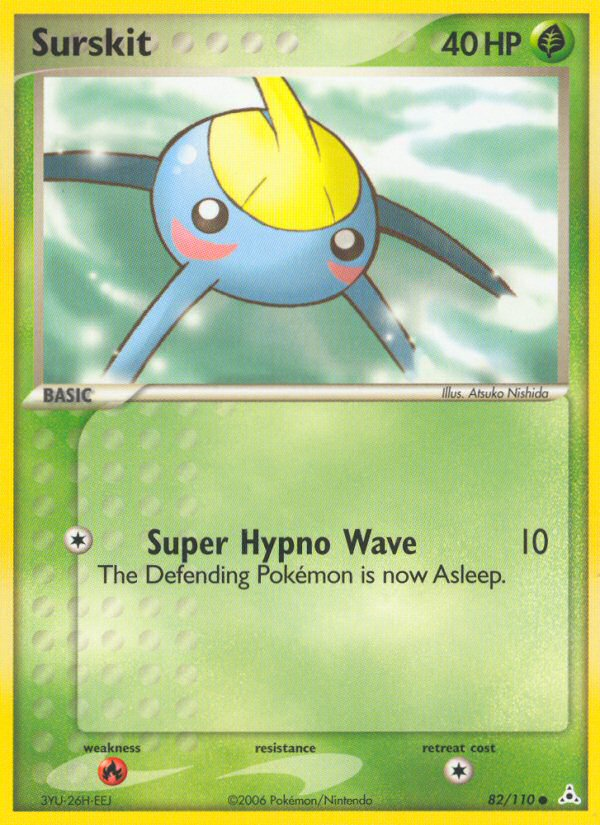 Surskit
40 HP
BASIC
Illus. Atsuko Nishida
Super Hypno Wave 10
The Defending Pokémon is now Asleep.
weakness resistance retreat cost
3YU-26H-EEJ ©2006 Pokémon/Nintendo 82/110